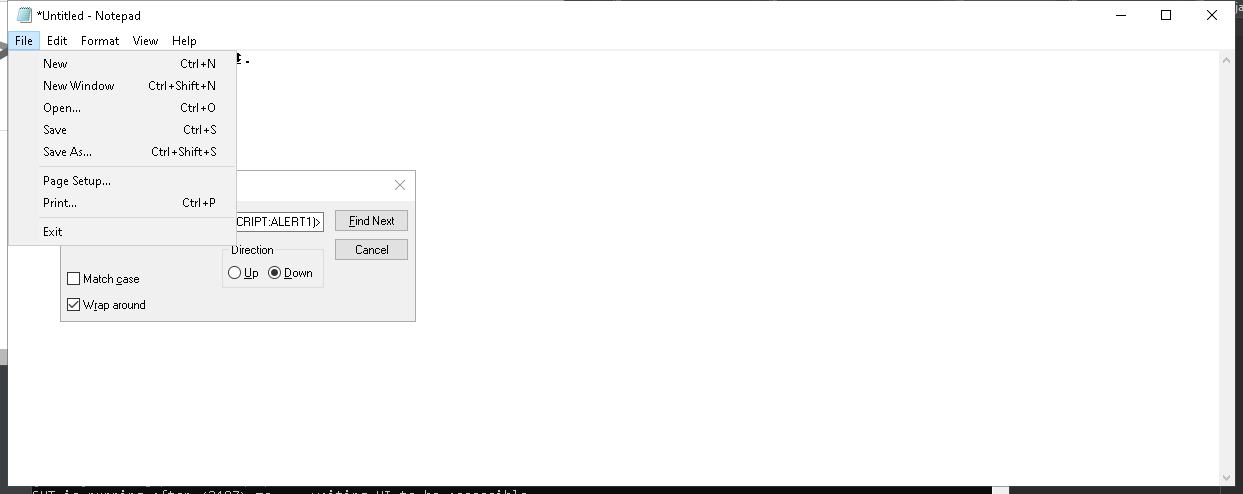 *Untitled - Notepad
File Edit Format View Help
New Ctrl+N
New Window Ctrl+Shift+N
Open... Ctrl+O
Save Ctrl+S
Save As... Ctrl+Shift+S
Page Setup...
Print... Ctrl+P
Exit
CRIPT:ALERT1)>
Find Next
Direction
Cancel
Up Down
Match case
Wrap around